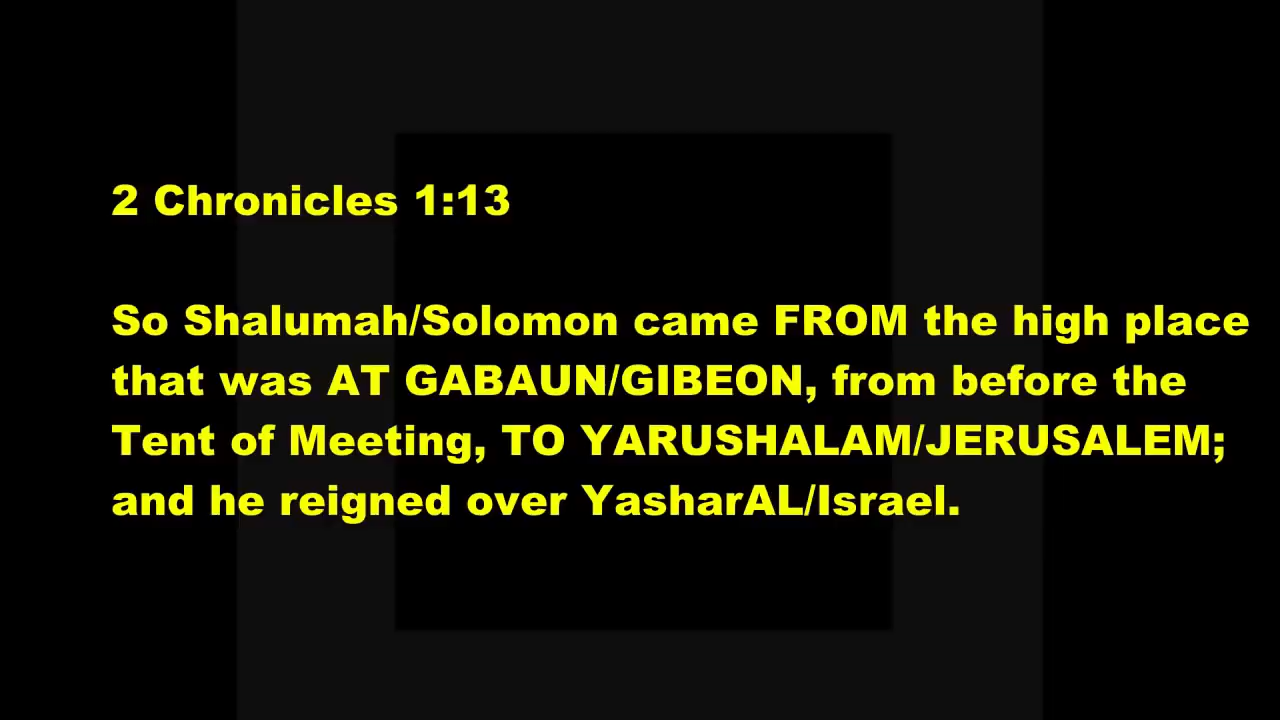 2 Chronicles 1:13
So Shalumah/Solomon came FROM the high place
that was AT GABAUN/GIBEON, from before the
Tent of Meeting, TO YARUSHALAM/JERUSALEM;
and he reigned over YasharAL/Israel.